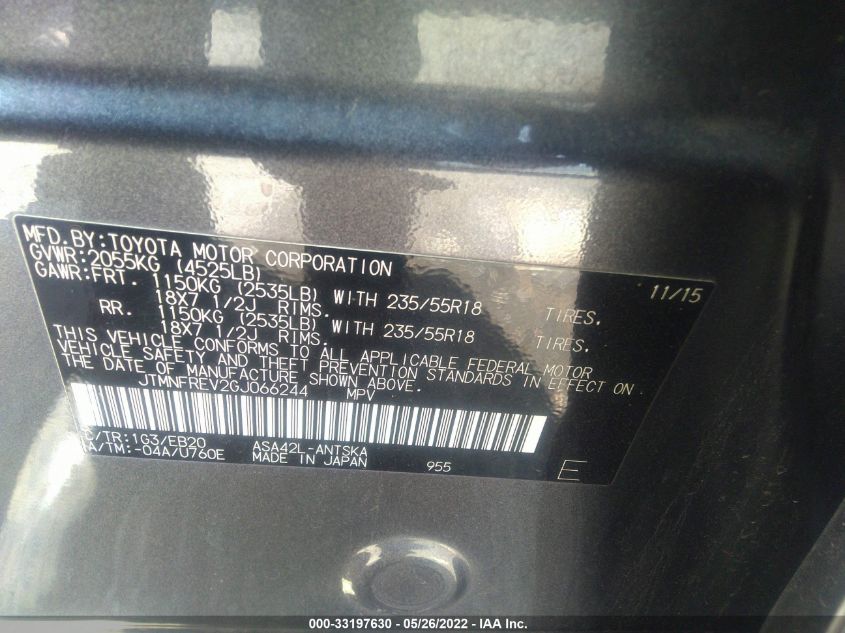 MFD.BY:TOYOTA MOTOR CORPORATION 11/15
GVWR:2055KG (4525LB)
GAWR:FRT. 1150KG (2535LB) WITH 235/55R18 TIRES,
18X7 1/2J RIMS.
RR. 1150KG (2535LB) WITH 235/55R18 TIRES,
18X7 1/2J RIMS.
THIS VEHICLE CONFORMS TO ALL APPLICABLE FEDERAL MOTOR
VEHICLE SAFETY AND THEFT PREVENTION STANDARDS IN EFFECT ON
THE DATE OF MANUFACTURE SHOWN ABOVE.
JTMNFREV2GJ066244 MPV
C/TR:1G3/EB20 ASA42L-ANTSKA
A/TM:-04A/U760E MADE IN JAPAN 955 E
000-33197630 - 05/26/2022 - IAA Inc.